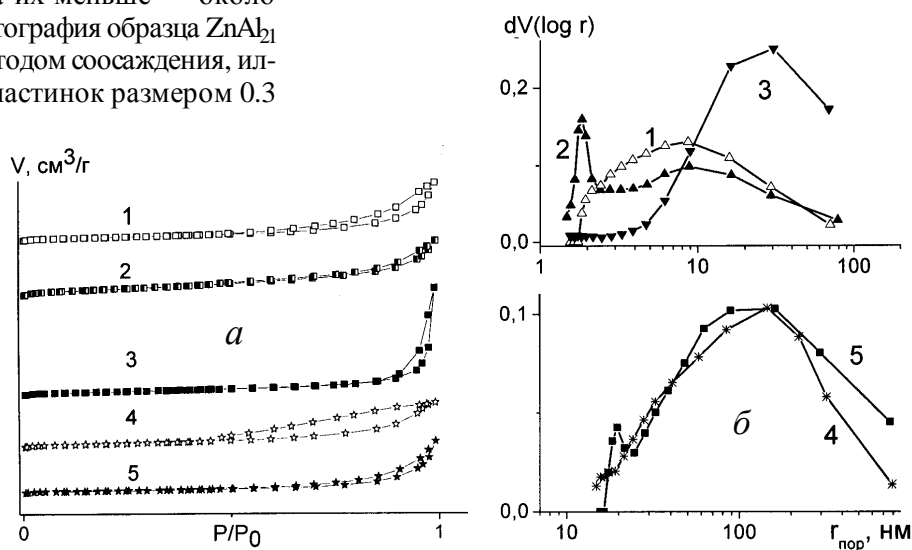 а их меньше — около
тография образца ZnAl21
тодом соосаждения, ил-
частинок размером 0.3
V, см³/г
1
2
3
4
5
а
0
P/P0
1
dV(log r)
0,2
0,0
1
2
3
1
10
100
0,1
0,0
5
4
б
10
100
rпор, нм